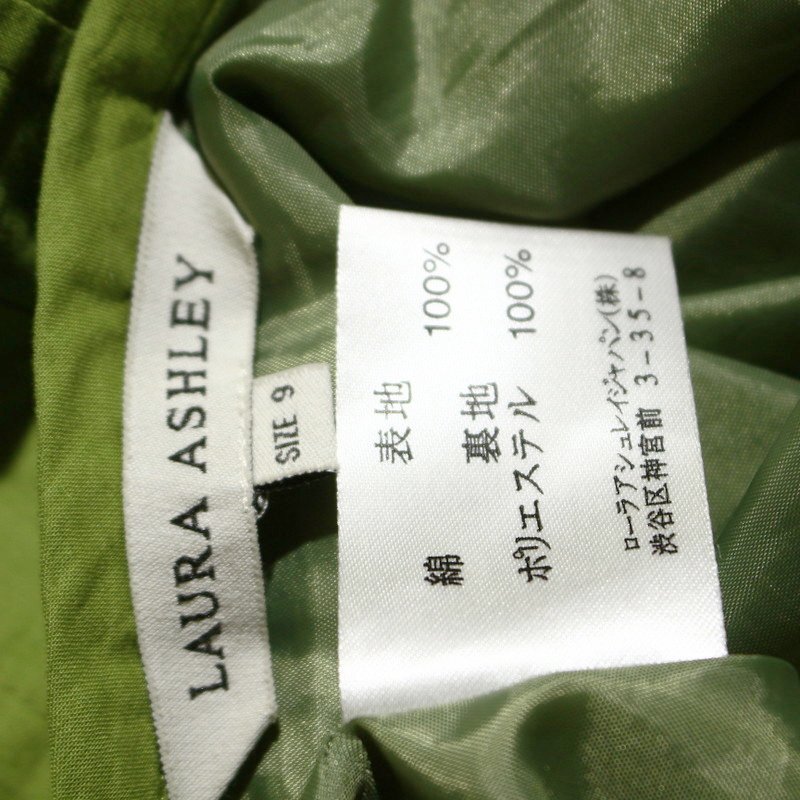 LAURA ASHLEY
SIZE 9
表地
綿 100%
裏地
ポリエステル 100%
ローラアシュレイジャパン(株)
渋谷区神宮前 3-35-8